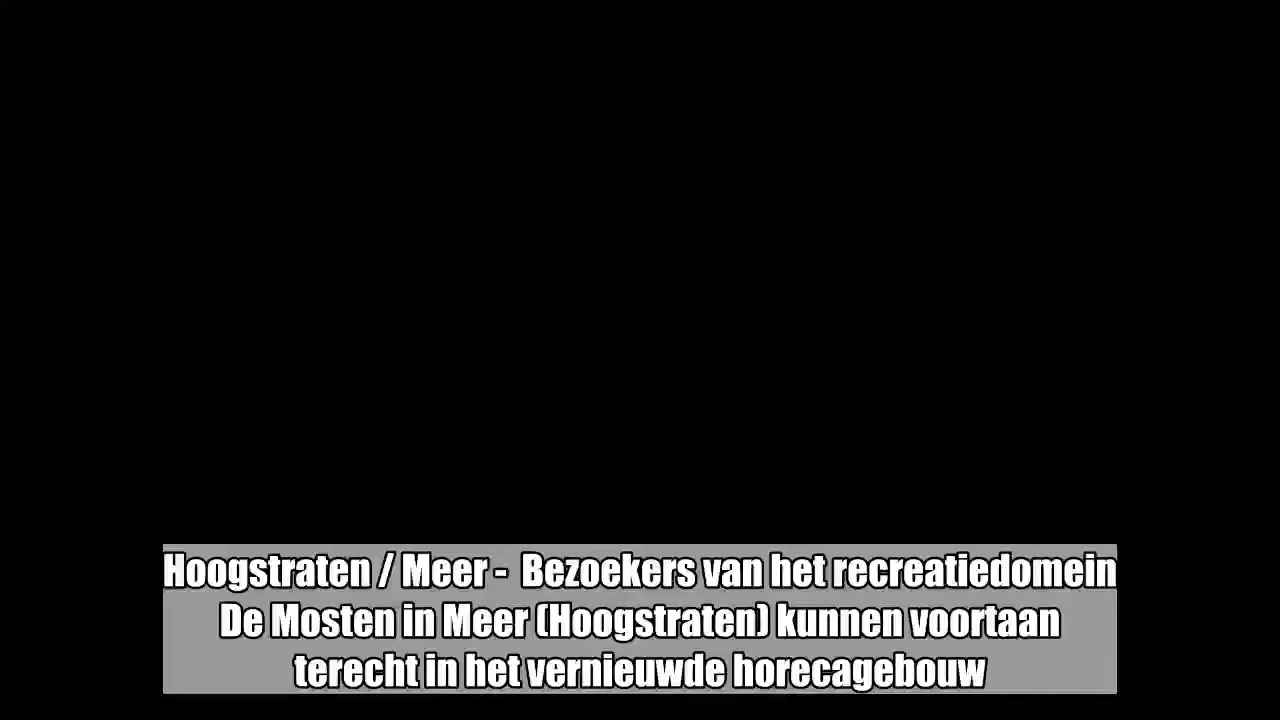 Hoogstraten / Meer -  Bezoekers van het recreatiedomein
De Mosten in Meer (Hoogstraten) kunnen voortaan
terecht in het vernieuwde horecagebouw